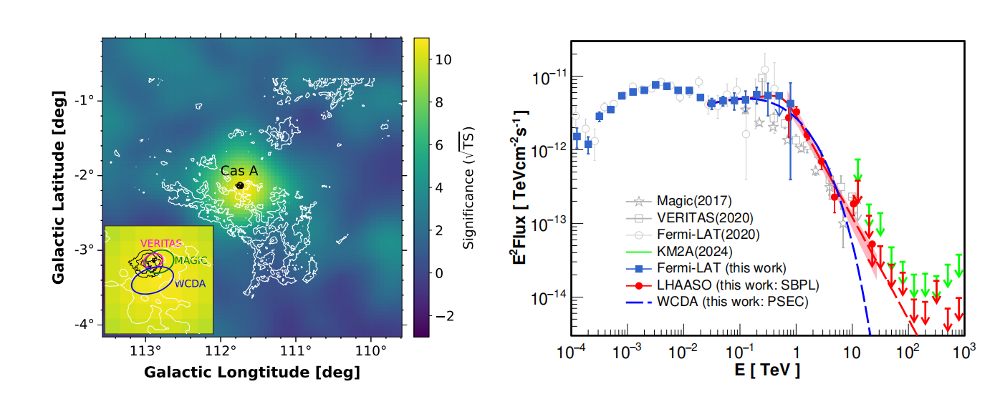 Galactic Latitude [deg]
-1°
-2°
-3°
-4°
Cas A
VERITAS
MAGIC
WCDA
113°
112°
111°
110°
Galactic Longtitude [deg]
10
8
6
4
2
0
−2
Significance (√TS)
E²Flux [ TeVcm⁻²s⁻¹]
10⁻¹¹
10⁻¹²
10⁻¹³
10⁻¹⁴
Magic(2017)
VERITAS(2020)
Fermi-LAT(2020)
KM2A(2024)
Fermi-LAT (this work)
LHAASO (this work: SBPL)
WCDA (this work: PSEC)
10⁻⁴
10⁻³
10⁻²
10⁻¹
1
10
10²
10³
E [ TeV ]